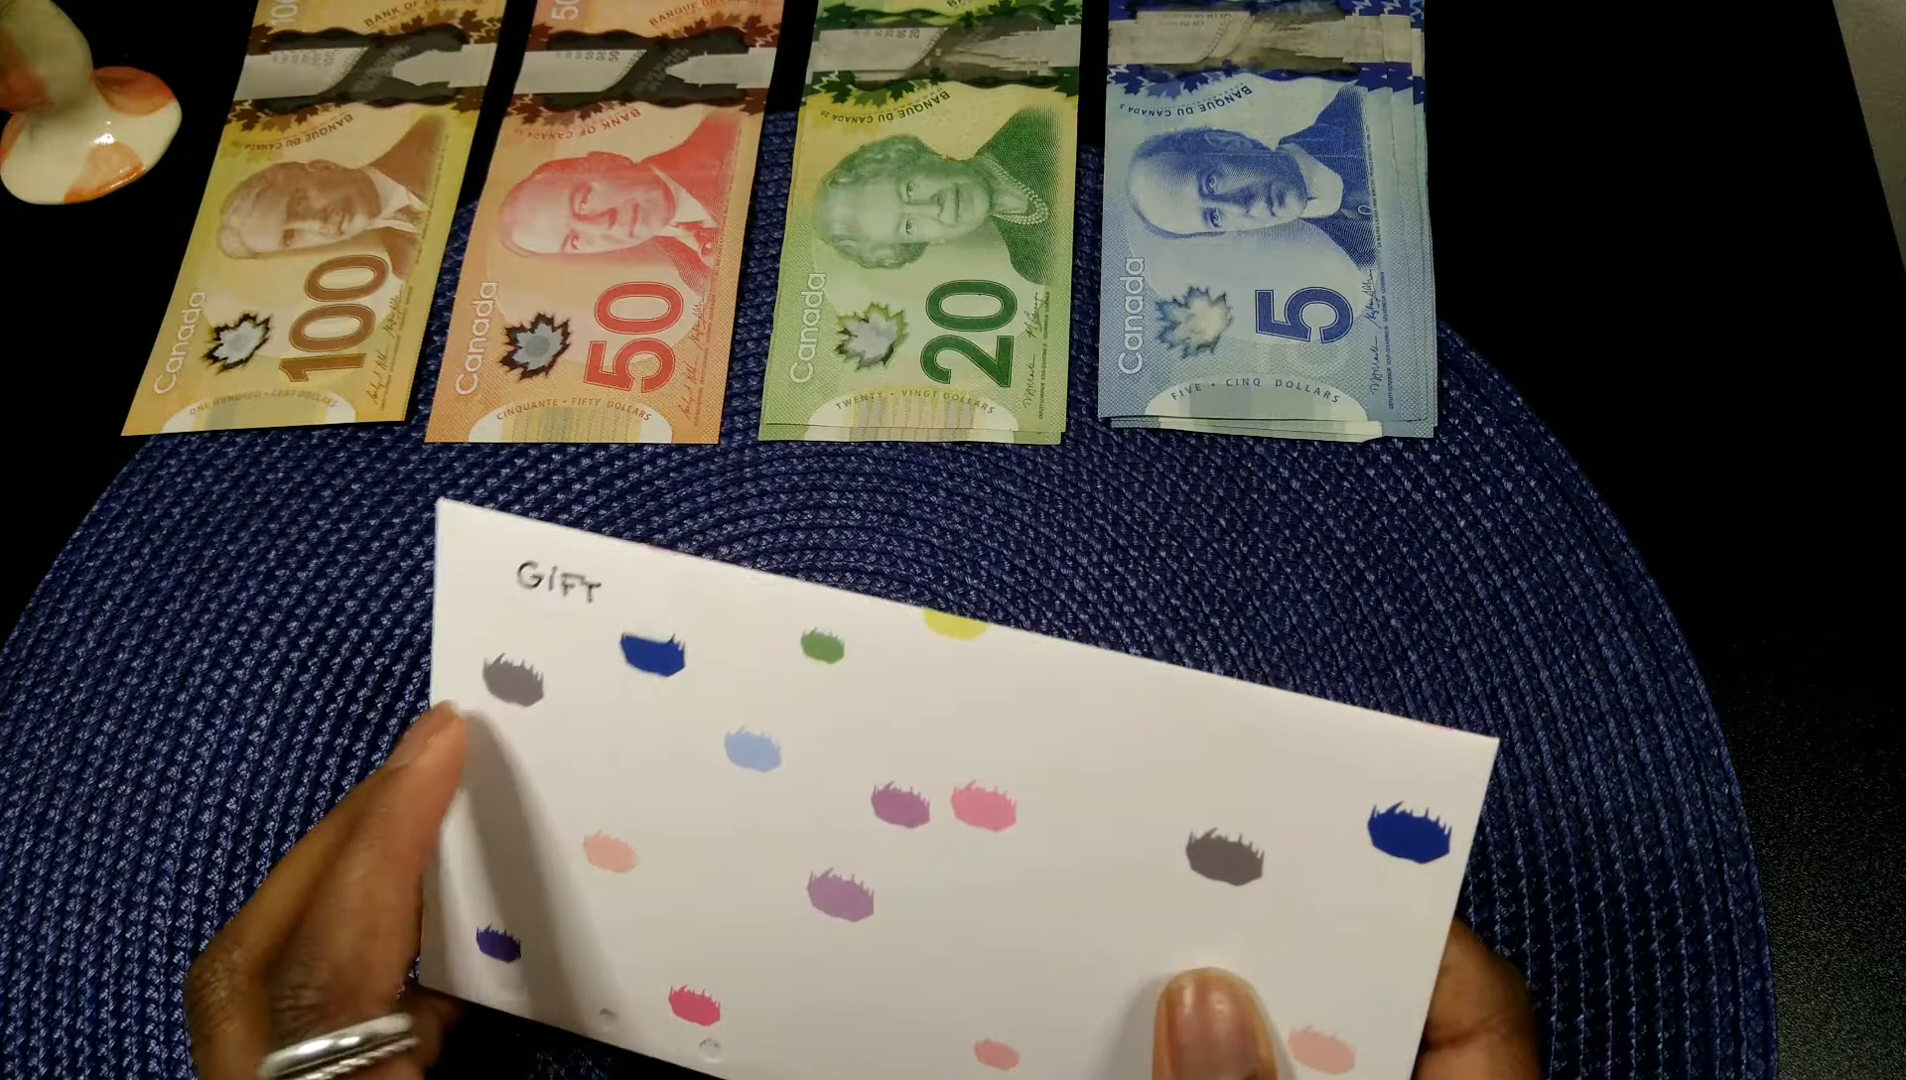 BANK OF CANADA
BANQUE DU CANADA
Canada
100
ONE HUNDRED • CENT DOLLARS
50
BANQUE DU
BANK OF CANADA
Canada
50
CINQUANTE • FIFTY DOLLARS
BANQUE DU CANADA
Canada
20
TWENTY • VINGT DOLLARS
BANQUE DU CANADA
Canada
5
FIVE • CINQ DOLLARS
GIFT